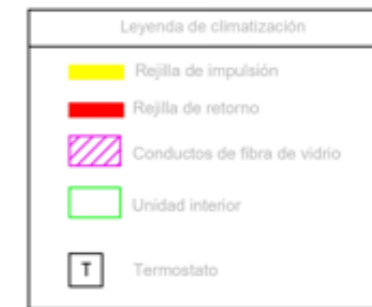 Leyenda de climatización
Rejilla de impulsión
Rejilla de retorno
Conductos de fibra de vidrio
Unidad interior
T Termostato